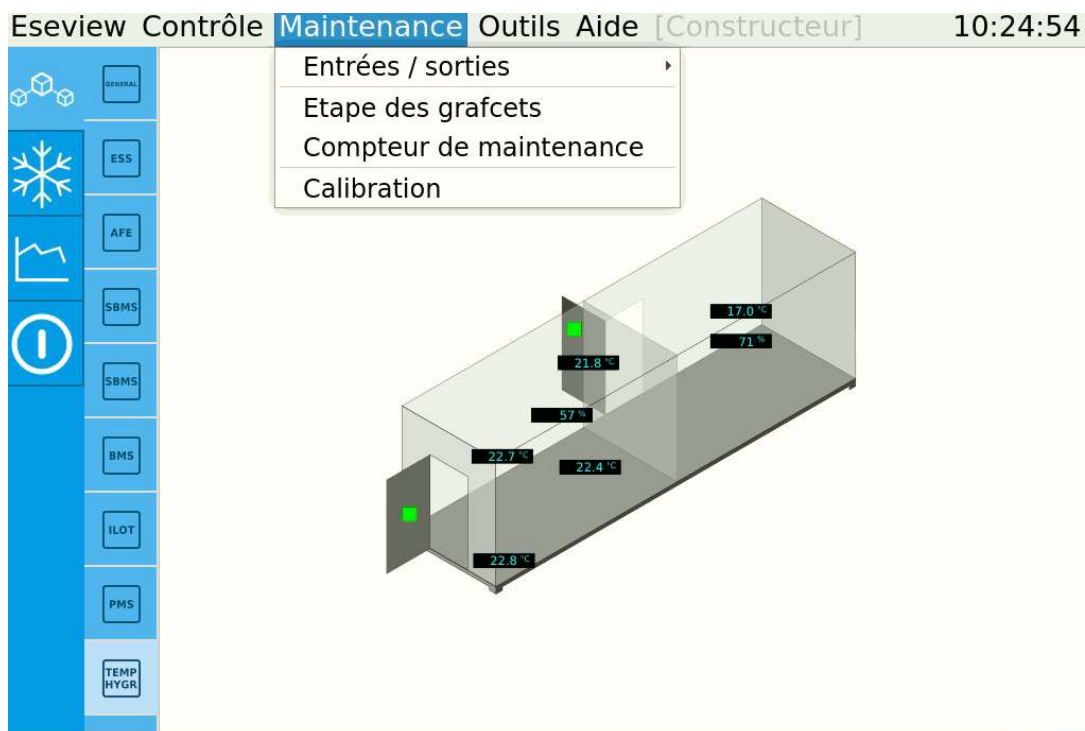 Eseview Contrôle Maintenance Outils Aide [Constructeur] 10:24:54
Entrées / sorties
Etape des grafcets
Compteur de maintenance
Calibration
GENERAL
ESS
AFE
SBMS
SBMS
BMS
ILOT
PMS
TEMP
HYGR
17.0 °C
71 %
21.8 °C
57 %
22.7 °C
22.4 °C
22.8 °C